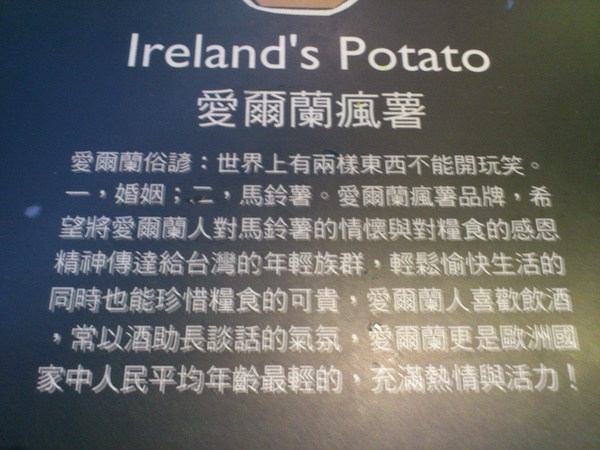 Ireland's Potato
愛爾蘭瘋薯
愛爾蘭俗諺：世界上有兩樣東西不能開玩笑。
一，婚姻；二，馬鈴薯。愛爾蘭瘋薯品牌，希
望將愛爾蘭人對馬鈴薯的情懷與對糧食的感恩
精神傳達給台灣的年輕族群，輕鬆愉快生活的
同時也能珍惜糧食的可貴，愛爾蘭人喜歡飲酒
，常以酒助長談話的氣氛，愛爾蘭更是歐洲國
家中人民平均年齡最輕的，充滿熱情與活力！